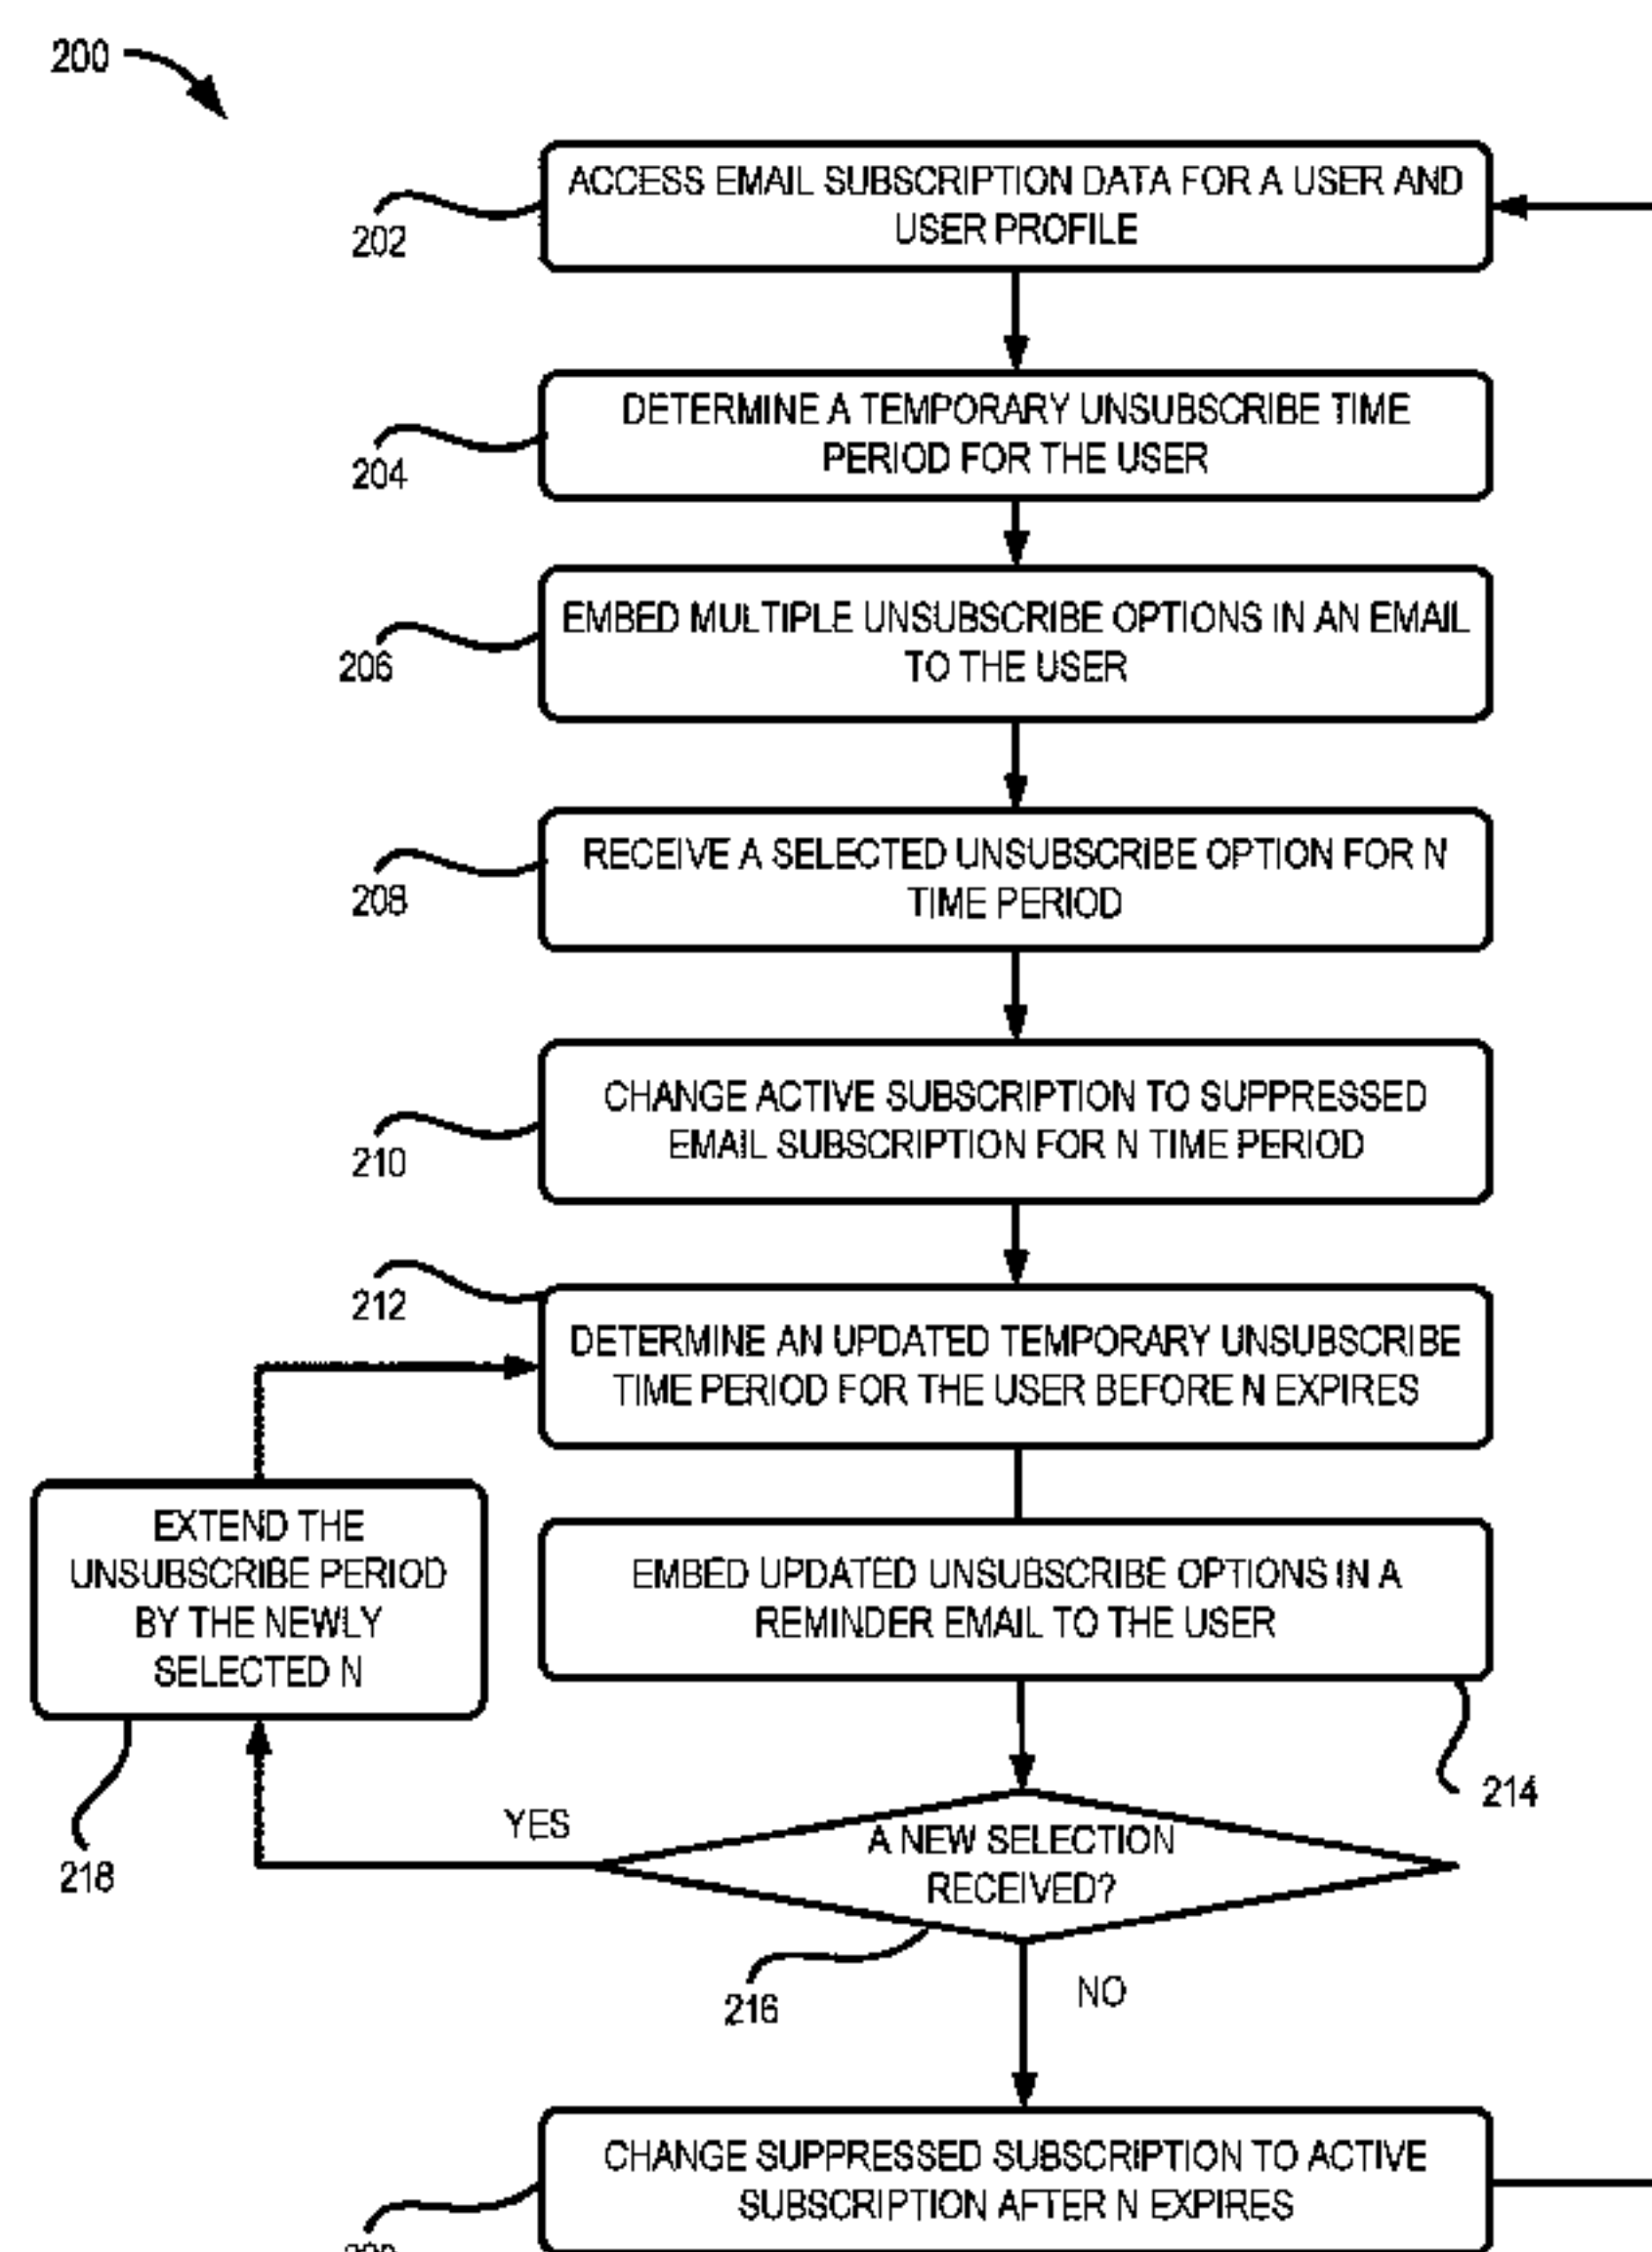 200
ACCESS EMAIL SUBSCRIPTION DATA FOR A USER AND
USER PROFILE
202
DETERMINE A TEMPORARY UNSUBSCRIBE TIME
PERIOD FOR THE USER
204
EMBED MULTIPLE UNSUBSCRIBE OPTIONS IN AN EMAIL
TO THE USER
206
RECEIVE A SELECTED UNSUBSCRIBE OPTION FOR N
TIME PERIOD
208
CHANGE ACTIVE SUBSCRIPTION TO SUPPRESSED
EMAIL SUBSCRIPTION FOR N TIME PERIOD
210
212
DETERMINE AN UPDATED TEMPORARY UNSUBSCRIBE
TIME PERIOD FOR THE USER BEFORE N EXPIRES
EXTEND THE
UNSUBSCRIBE PERIOD
BY THE NEWLY
SELECTED N
EMBED UPDATED UNSUBSCRIBE OPTIONS IN A
REMINDER EMAIL TO THE USER
214
YES
A NEW SELECTION
RECEIVED?
218
216
NO
CHANGE SUPPRESSED SUBSCRIPTION TO ACTIVE
SUBSCRIPTION AFTER N EXPIRES